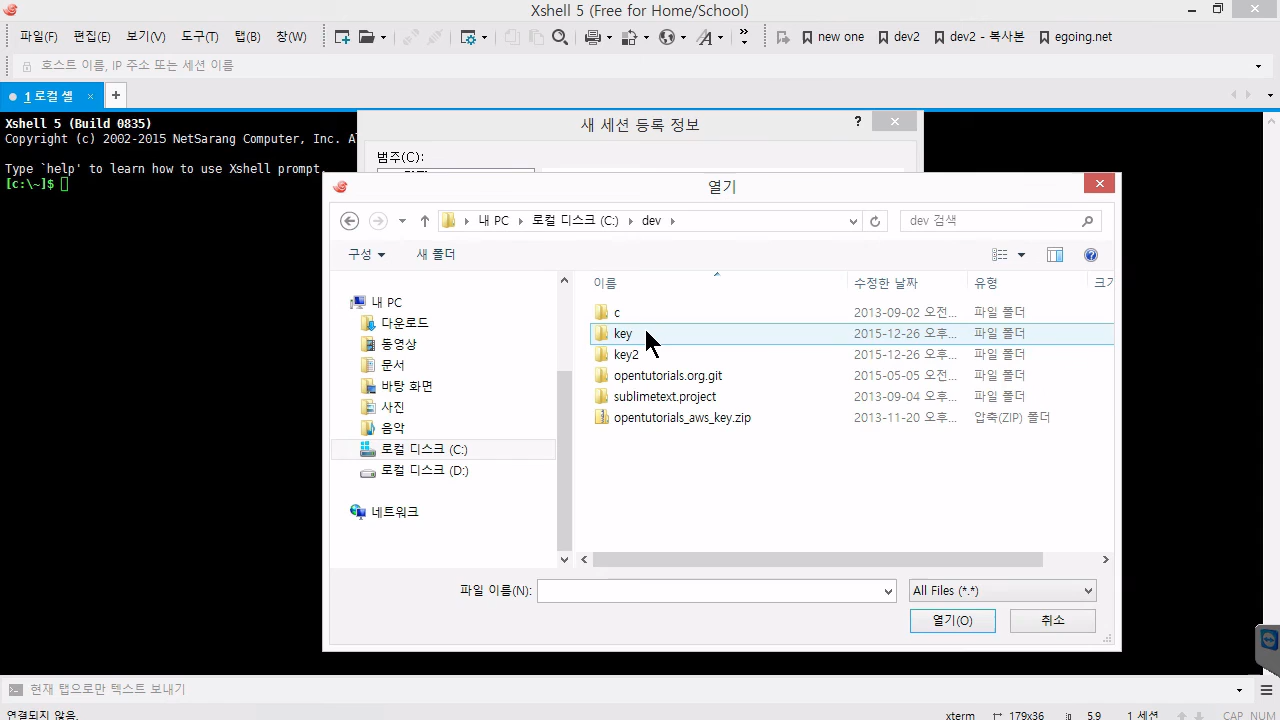 Xshell 5 (Free for Home/School)
파일(F) 편집(E) 보기(V) 도구(T) 탭(B) 창(W) new one dev2 dev2 - 복사본 egoing.net
호스트 이름, IP 주소 또는 세션 이름
1 로컬 셸
Xshell 5 (Build 0835)
Copyright (c) 2002-2015 NetSarang Computer, Inc. A
Type `help' to learn how to use Xshell prompt.
[c:\~]$
새 세션 등록 정보
범주(C):
열기
내 PC 로컬 디스크 (C:) dev
dev 검색
구성 새 폴더
이름 수정한 날짜 유형 크기
내 PC
다운로드
동영상
문서
바탕 화면
사진
음악
로컬 디스크 (C:)
로컬 디스크 (D:)
네트워크
c 2013-09-02 오전... 파일 폴더
key 2015-12-26 오후... 파일 폴더
key2 2015-12-26 오후... 파일 폴더
opentutorials.org.git 2015-05-05 오전... 파일 폴더
sublimetext.project 2013-09-04 오후... 파일 폴더
opentutorials_aws_key.zip 2013-11-20 오후... 압축(ZIP) 폴더
파일 이름(N): All Files (*.*)
열기(O) 취소
현재 탭으로만 텍스트 보내기
연결되지 않음. xterm 179x36 5.9 1 세션 CAP NUM